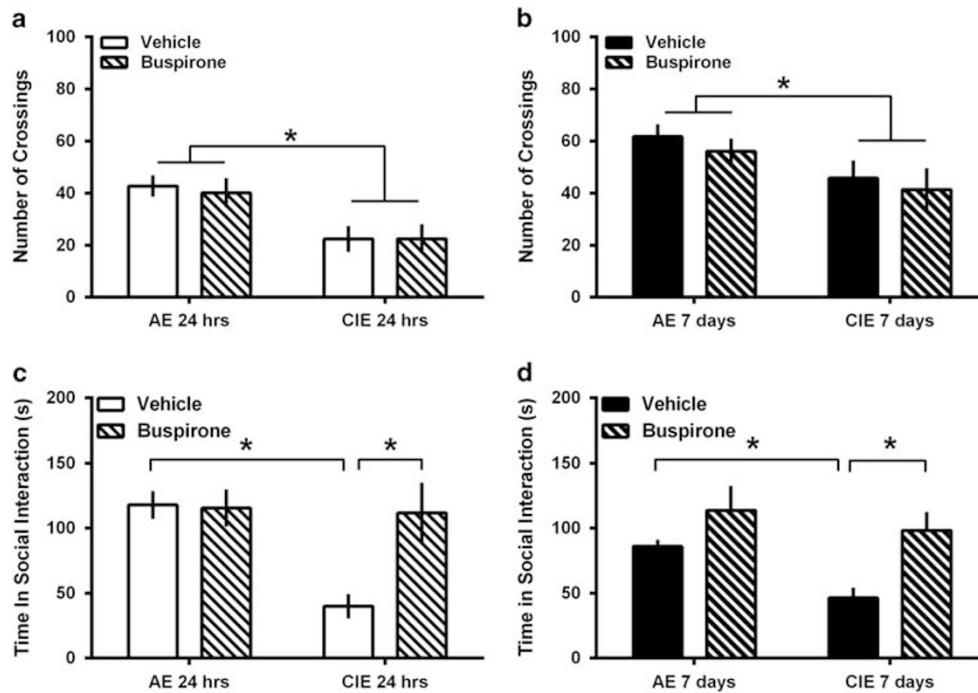 a
100
80
60
40
20
0
Number of Crossings
Vehicle
Buspirone
*
AE 24 hrs
CIE 24 hrs
b
100
80
60
40
20
0
Number of Crossings
Vehicle
Buspirone
*
AE 7 days
CIE 7 days
c
200
150
100
50
0
Time In Social Interaction (s)
Vehicle
Buspirone
*
*
AE 24 hrs
CIE 24 hrs
d
200
150
100
50
0
Time in Social Interaction (s)
Vehicle
Buspirone
*
*
AE 7 days
CIE 7 days